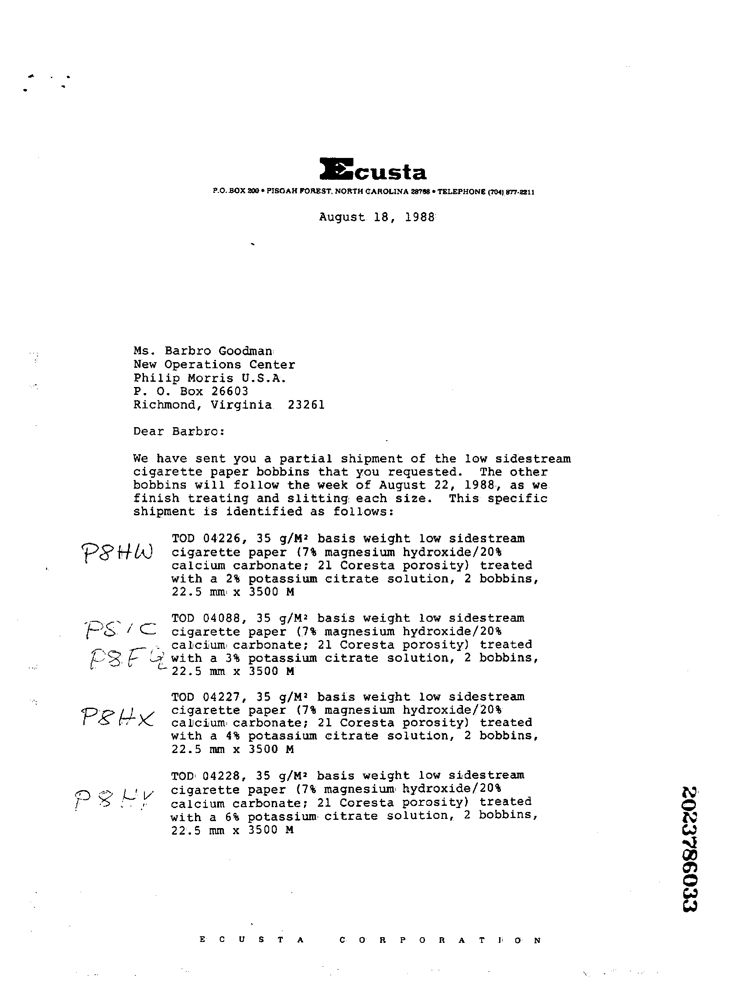 Ecusta
P.O. BOX 200 • PISGAH FOREST, NORTH CAROLINA 28768 • TELEPHONE (704) 877-2211
August 18, 1988
Ms. Barbro Goodman
New Operations Center
Philip Morris U.S.A.
P. O. Box 26603
Richmond, Virginia 23261
Dear Barbro:
We have sent you a partial shipment of the low sidestream
cigarette paper bobbins that you requested. The other
bobbins will follow the week of August 22, 1988, as we
finish treating and slitting each size. This specific
shipment is identified as follows:
P8HW
TOD 04226, 35 g/M² basis weight low sidestream
cigarette paper (7% magnesium hydroxide/20%
calcium carbonate; 21 Coresta porosity) treated
with a 2% potassium citrate solution, 2 bobbins,
22.5 mm x 3500 M
TOD 04088, 35 g/M² basis weight low sidestream
cigarette paper (7% magnesium hydroxide/20%
calcium carbonate; 21 Coresta porosity) treated
with a 3% potassium citrate solution, 2 bobbins,
22.5 mm x 3500 M
P8HX
TOD 04227, 35 g/M² basis weight low sidestream
cigarette paper (7% magnesium hydroxide/20%
calcium carbonate; 21 Coresta porosity) treated
with a 4% potassium citrate solution, 2 bobbins,
22.5 mm x 3500 M
P8HY
TOD 04228, 35 g/M² basis weight low sidestream
cigarette paper (7% magnesium hydroxide/20%
calcium carbonate; 21 Coresta porosity) treated
with a 6% potassium citrate solution, 2 bobbins,
22.5 mm x 3500 M
2023786033
ECUSTA CORPORATION